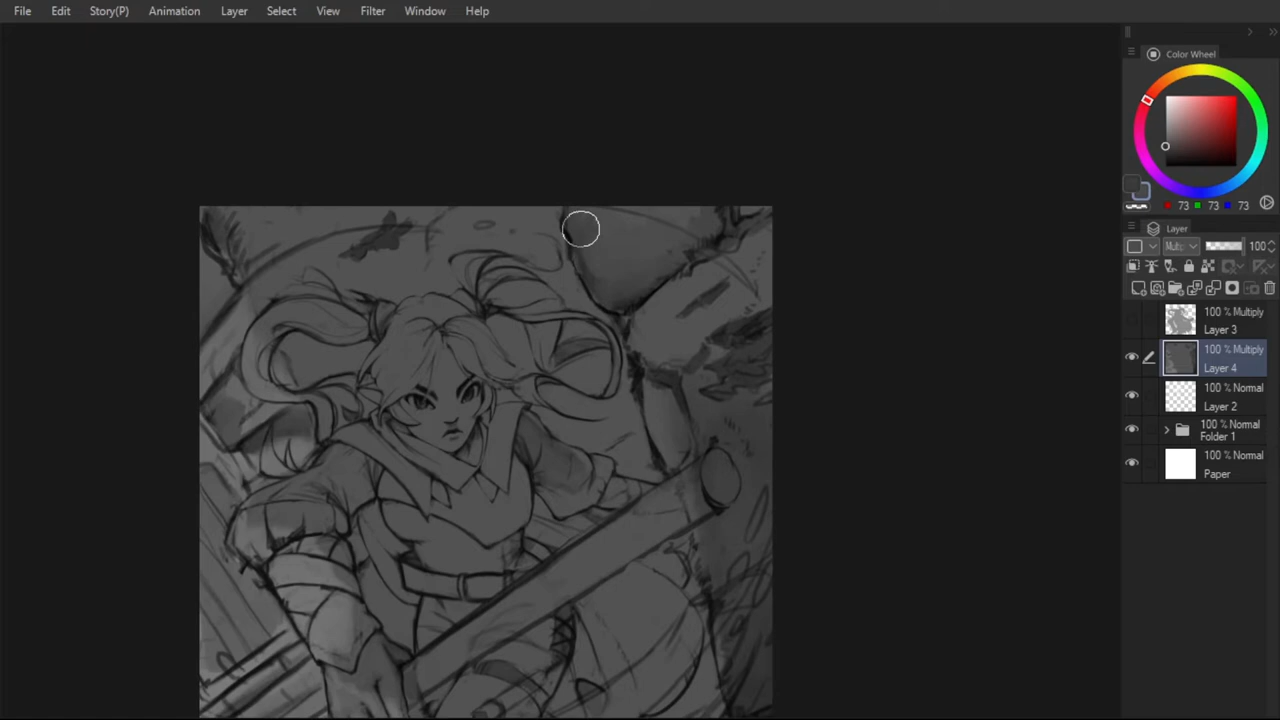 File Edit Story(P) Animation Layer Select View Filter Window Help
Color Wheel
73 73 73
Layer
Multi 100
100 % Multiply
Layer 3
100 % Multiply
Layer 4
100 % Normal
Layer 2
100 % Normal
Folder 1
100 % Normal
Paper